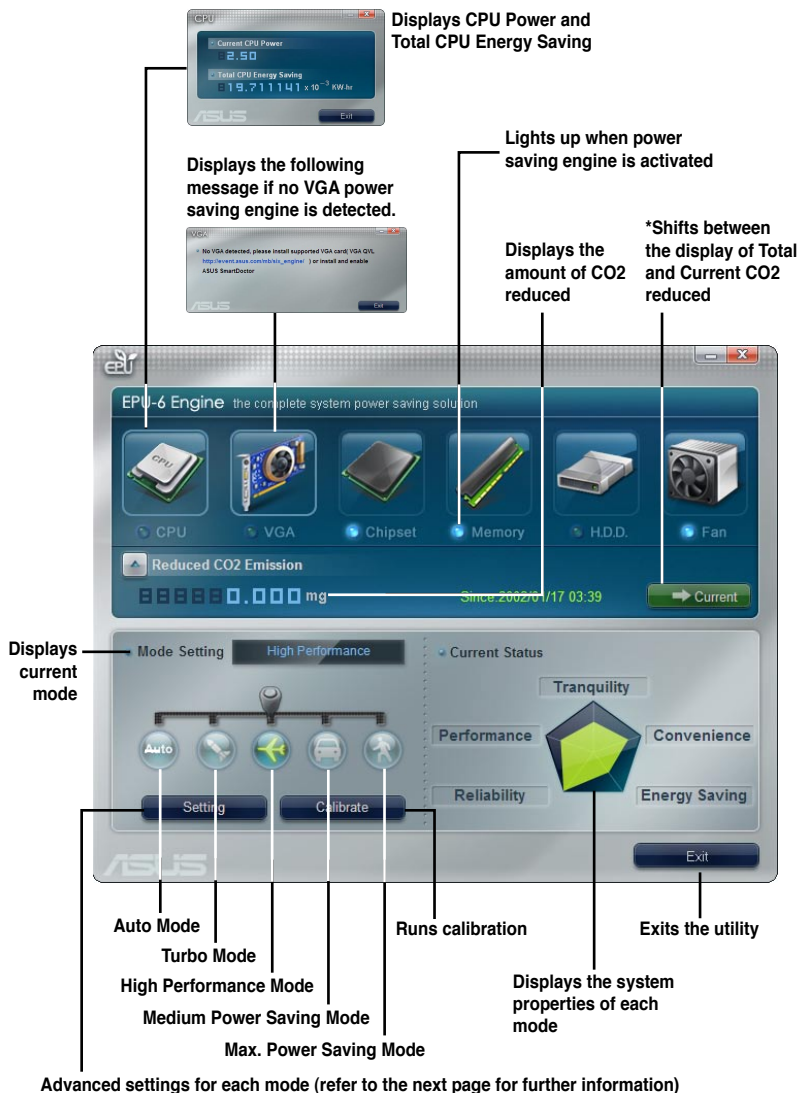 CPU
Current CPU Power
2.50
Total CPU Energy Saving
19.711141 x 10⁻³ KW-hr
ASUS
Exit
Displays CPU Power and
Total CPU Energy Saving
Displays the following
message if no VGA power
saving engine is detected.
VGA
No VGA detected, please install supported VGA card( VGA QVL
http://event.asus.com/mb/six_engine/ ) or install and enable
ASUS SmartDoctor
ASUS
Exit
Lights up when power
saving engine is activated
Displays the
amount of CO2
reduced
*Shifts between
the display of Total
and Current CO2
reduced
EPU
EPU-6 Engine the complete system power saving solution
CPU
CPU
VGA
Chipset
Memory
H.D.D.
Fan
Reduced CO2 Emission
0.000 mg
Since:2002/01/17 03:39
Current
Displays
current
mode
Mode Setting
High Performance
Auto
Setting
Calibrate
Current Status
Tranquility
Performance
Convenience
Reliability
Energy Saving
ASUS
Exit
Auto Mode
Turbo Mode
High Performance Mode
Medium Power Saving Mode
Max. Power Saving Mode
Runs calibration
Exits the utility
Displays the system
properties of each
mode
Advanced settings for each mode (refer to the next page for further information)